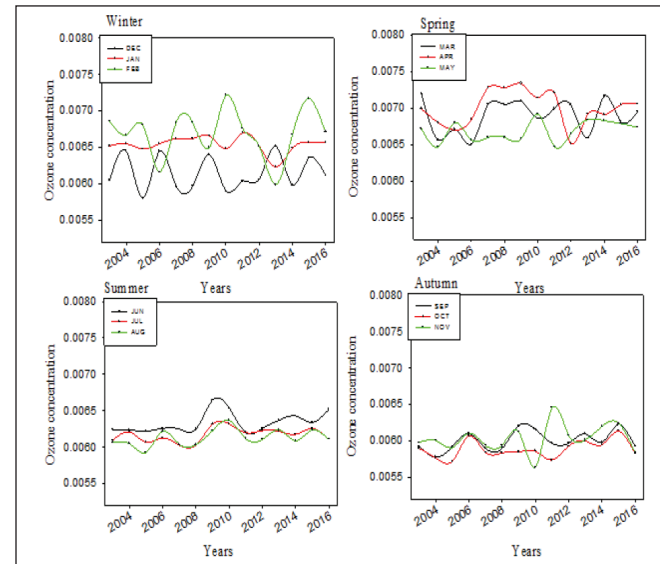 Winter
Ozone concentration
0.0080
0.0075
0.0070
0.0065
0.0060
0.0055
DEC
JAN
FEB
2004 2006 2008 2010 2012 2014 2016
Years
Spring
Ozone concentration
0.0080
0.0075
0.0070
0.0065
0.0060
0.0055
MAR
APR
MAY
2004 2006 2008 2010 2012 2014 2016
Years
Summer
Ozone concentration
0.0080
0.0075
0.0070
0.0065
0.0060
0.0055
JUN
JUL
AUG
2004 2006 2008 2010 2012 2014 2016
Years
Autumn
Ozone concentration
0.0080
0.0075
0.0070
0.0065
0.0060
0.0055
SEP
OCT
NOV
2004 2006 2008 2010 2012 2014 2016
Years